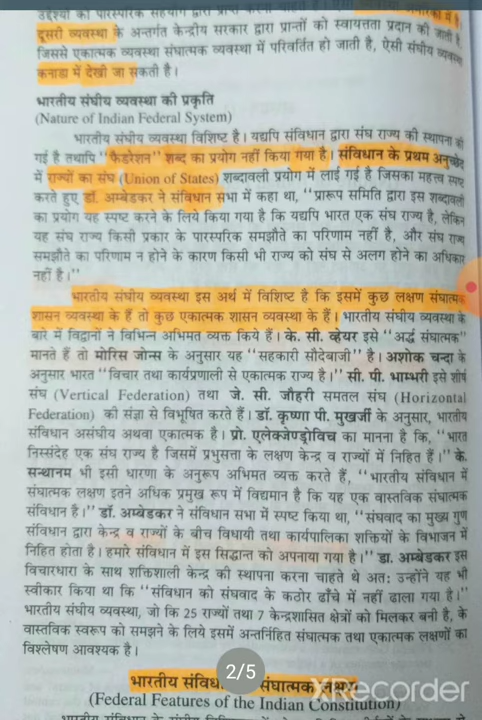 उद्देश्यों की पारस्परिक सहयोग द्वारा प्राप्त
दूसरी व्यवस्था के अन्तर्गत केन्द्रीय सरकार द्वारा प्रान्तों को स्वायत्तता प्रदान की जाती है
जिससे एकात्मक व्यवस्था संघात्मक व्यवस्था में परिवर्तित हो जाती है, ऐसी संघीय व्यवस्था
कनाडा में देखी जा सकती है।
भारतीय संघीय व्यवस्था की प्रकृति
(Nature of Indian Federal System)
भारतीय संघीय व्यवस्था विशिष्ट है। यद्यपि संविधान द्वारा संघ राज्य की स्थापना की
गई है तथापि “फैडरेशन” शब्द का प्रयोग नहीं किया गया है। संविधान के प्रथम अनुच्छेद
में राज्यों का संघ (Union of States) शब्दावली प्रयोग में लाई गई है जिसका महत्त्व स्पष्ट
करते हुए डॉ. अम्बेडकर ने संविधान सभा में कहा था, “प्रारूप समिति द्वारा इस शब्दावली
का प्रयोग यह स्पष्ट करने के लिये किया गया है कि यद्यपि भारत एक संघ राज्य है, लेकिन
यह संघ राज्य किसी प्रकार के पारस्परिक समझौते का परिणाम नहीं है, और संघ राज्य
समझौते का परिणाम न होने के कारण किसी भी राज्य को संघ से अलग होने का अधिकार
नहीं है।”
भारतीय संघीय व्यवस्था इस अर्थ में विशिष्ट है कि इसमें कुछ लक्षण संघात्मक
शासन व्यवस्था के हैं तो कुछ एकात्मक शासन व्यवस्था के हैं। भारतीय संघीय व्यवस्था के
बारे में विद्वानों ने विभिन्न अभिमत व्यक्त किये हैं। के. सी. व्हेयर इसे “अर्द्ध संघात्मक”
मानते हैं तो मोरिस जोन्स के अनुसार यह “सहकारी सौदेबाजी” है। अशोक चन्दा के
अनुसार भारत “विचार तथा कार्यप्रणाली से एकात्मक राज्य है।” सी. पी. भाम्भरी इसे शीर्ष
संघ (Vertical Federation) तथा जे. सी. जौहरी समतल संघ (Horizontal
Federation) की संज्ञा से विभूषित करते हैं। डॉ. कृष्णा पी. मुखर्जी के अनुसार, भारतीय
संविधान असंघीय अथवा एकात्मक है। प्रो. एलेक्जेण्ड्रोविच का मानना है कि, “भारत
निस्संदेह एक संघ राज्य है जिसमें प्रभुसत्ता के लक्षण केन्द्र व राज्यों में निहित हैं।” के.
सन्थानम भी इसी धारणा के अनुरूप अभिमत व्यक्त करते हैं, “भारतीय संविधान में
संघात्मक लक्षण इतने अधिक प्रमुख रूप में विद्यमान है कि यह एक वास्तविक संघात्मक
संविधान है।” डॉ. अम्बेडकर ने संविधान सभा में स्पष्ट किया था, “संघवाद का मुख्य गुण
संविधान द्वारा केन्द्र व राज्यों के बीच विधायी तथा कार्यपालिका शक्तियों के विभाजन में
निहित होता है। हमारे संविधान में इस सिद्धान्त को अपनाया गया है।” डा. अम्बेडकर इस
विचारधारा के साथ शक्तिशाली केन्द्र की स्थापना करना चाहते थे अतः उन्होंने यह भी
स्वीकार किया था कि “संविधान को संघवाद के कठोर ढाँचे में नहीं ढाला गया है।”
भारतीय संघीय व्यवस्था, जो कि 25 राज्यों तथा 7 केन्द्रशासित क्षेत्रों को मिलकर बनी है, के
वास्तविक स्वरूप को समझने के लिये इसमें अन्तर्निहित संघात्मक तथा एकात्मक लक्षणों का
विश्लेषण आवश्यक है।
2/5
भारतीय संविध संघात्मक लक्षण
XRecorder
(Federal Features of the Indian Constitution)